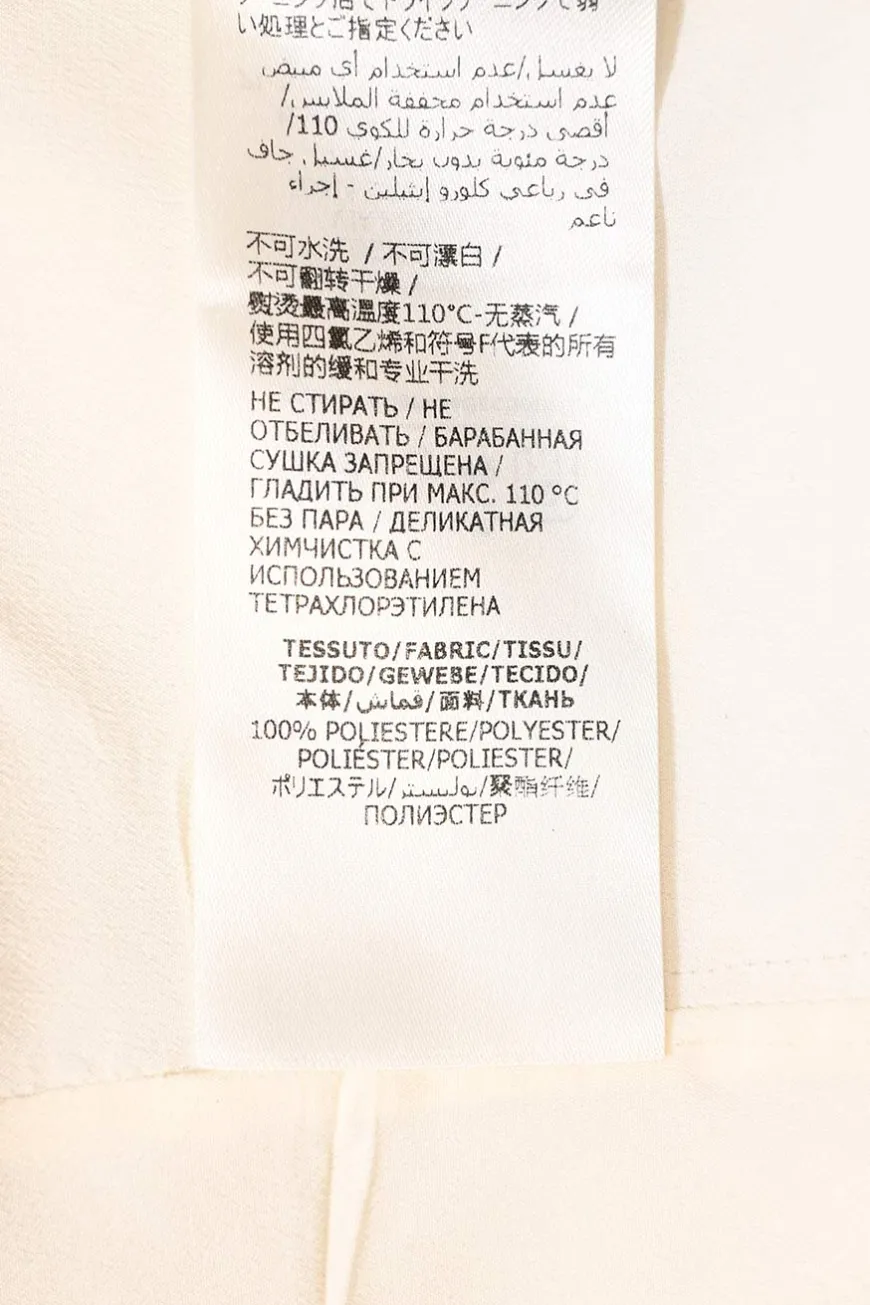 い処理とご指定ください
لا يغسل/عدم استخدام أى مبيض
عدم استخدام مجففة الملابس/
أقصى درجة حرارة للكوي 110/
درجة مئوية بدون بخار/غسيل جاف
في رباعي كلورو إيثيلين - إجراء
ناعم
不可水洗 / 不可漂白 /
不可翻转干燥 /
熨烫最高溫度110°C-无蒸汽 /
使用四氯乙烯和符号F代表的所有
溶剂的缓和专业干洗
НЕ СТИРАТЬ / НЕ
ОТБЕЛИВАТЬ / БАРАБАННАЯ
СУШКА ЗАПРЕЩЕНА /
ГЛАДИТЬ ПРИ МАКС. 110 °C
БЕЗ ПАРА / ДЕЛИКАТНАЯ
ХИМЧИСТКА С
ИСПОЛЬЗОВАНИЕМ
ТЕТРАХЛОРЭТИЛЕНА
TESSUTO/FABRIC/TISSU/
TEJIDO/GEWEBE/TECIDO/
本体/قماش/面料/ТКАНЬ
100% POLIESTERE/POLYESTER/
POLIÉSTER/POLIESTER/
ポリエステル/بوليستر/聚酯纤维/
ПОЛИЭСТЕР